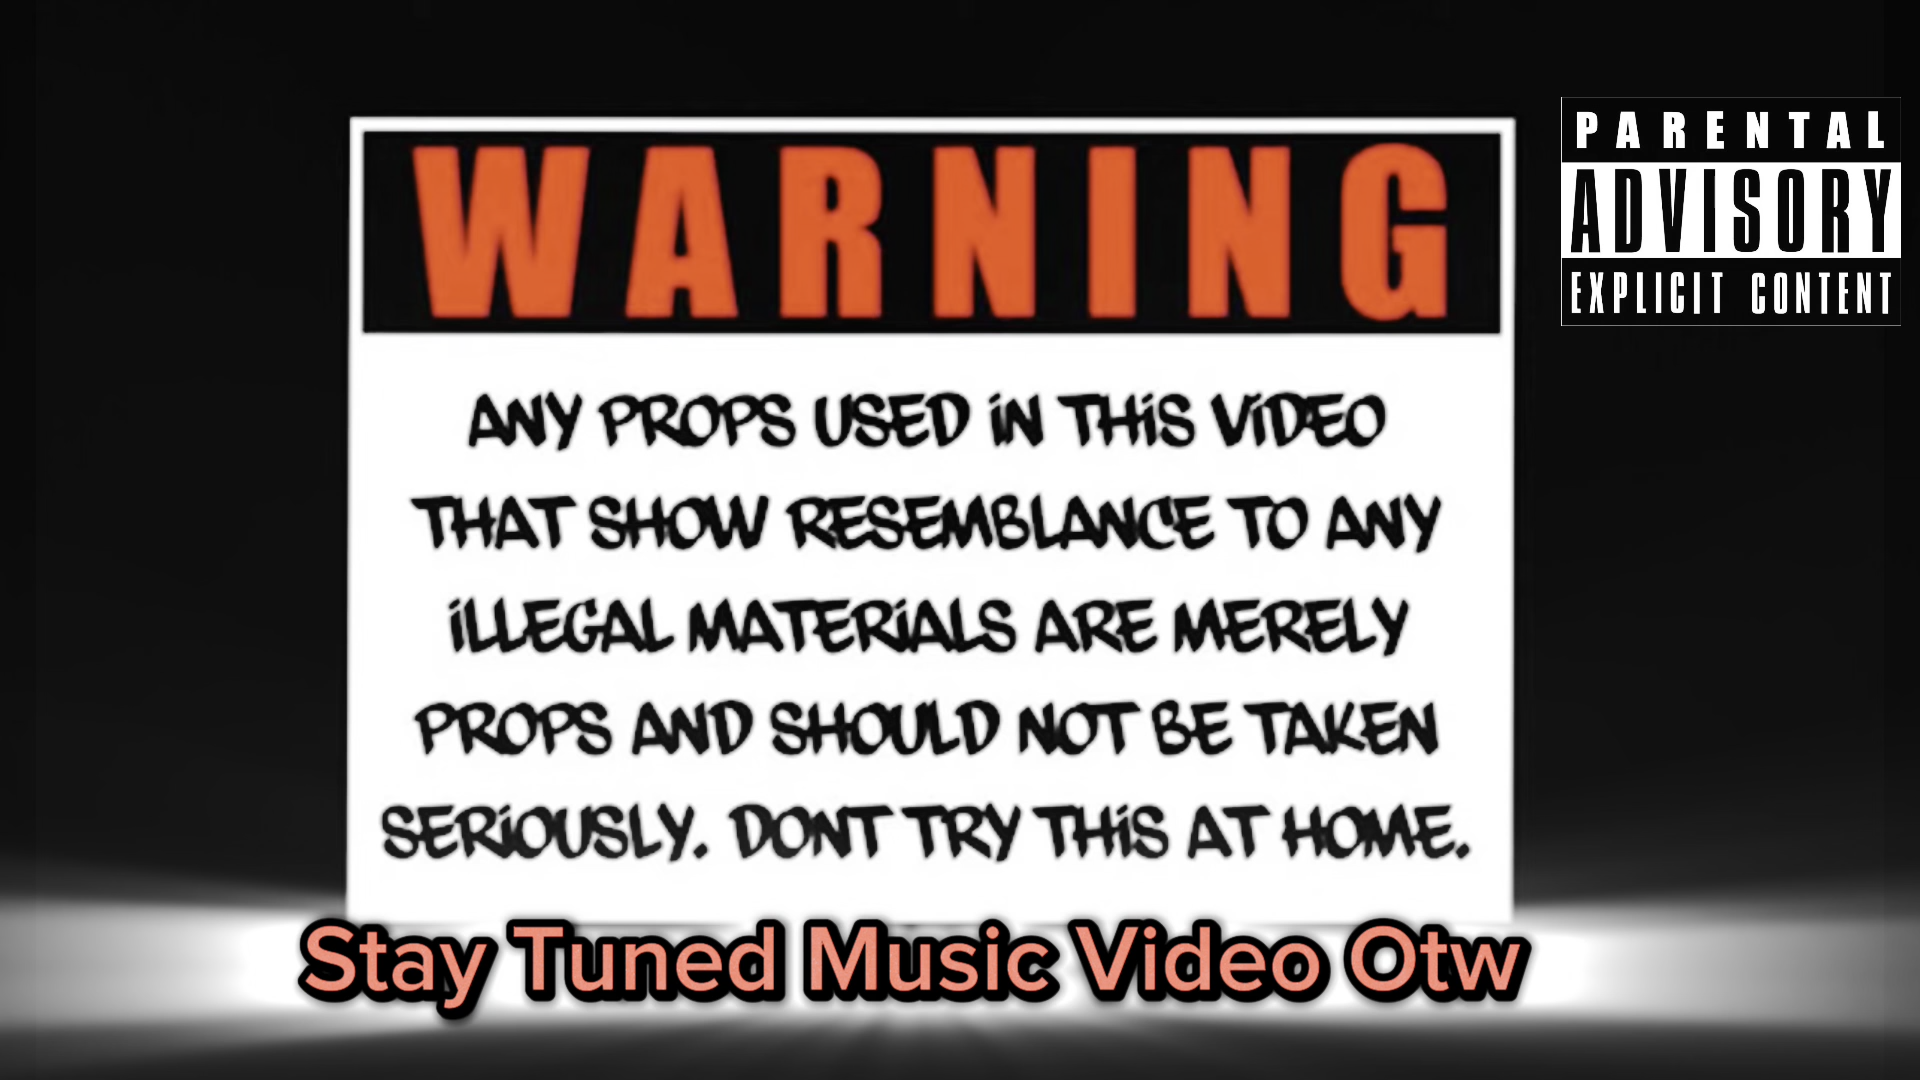 WARNING
ANY PROPS USED iN THiS ViDEO
THAT SHOW RESEMBLANCE TO ANY
iLLEGAL MATERiALS ARE MERELY
PROPS AND SHOULD NOT BE TAKEN
SERiOUSLY. DONT TRY THiS AT HOME.
Stay Tuned Music Video Otw
PARENTAL
ADVISORY
EXPLICIT CONTENT